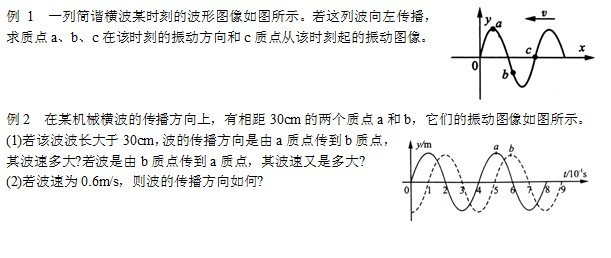 例 1 一列简谐横波某时刻的波形图像如图所示。若这列波向左传播，
求质点 a、b、c 在该时刻的振动方向和 c 质点从该时刻起的振动图像。
y a v
c x
0 b
例 2 在某机械横波的传播方向上，有相距 30cm 的两个质点 a 和 b，它们的振动图像如图所示。
(1)若该波波长大于 30cm，波的传播方向是由 a 质点传到 b 质点，
其波速多大?若波是由 b 质点传到 a 质点，其波速又是多大?
(2)若波速为 0.6m/s，则波的传播方向如何?
y/m a b
t/10⁻¹s
0 1 2 3 4 5 6 7 8 9